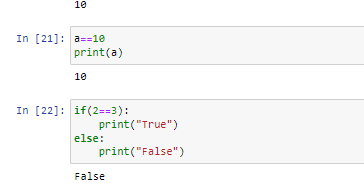 10
In [21]: a==10
print(a)
10
In [22]: if(2==3):
    print("True")
else:
    print("False")
False